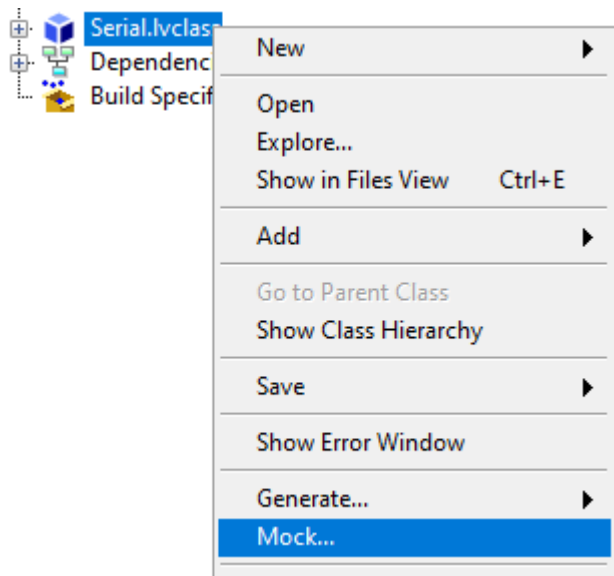 Serial.lvclass
Dependenc
Build Specif
New
Open
Explore...
Show in Files View Ctrl+E
Add
Go to Parent Class
Show Class Hierarchy
Save
Show Error Window
Generate...
Mock...